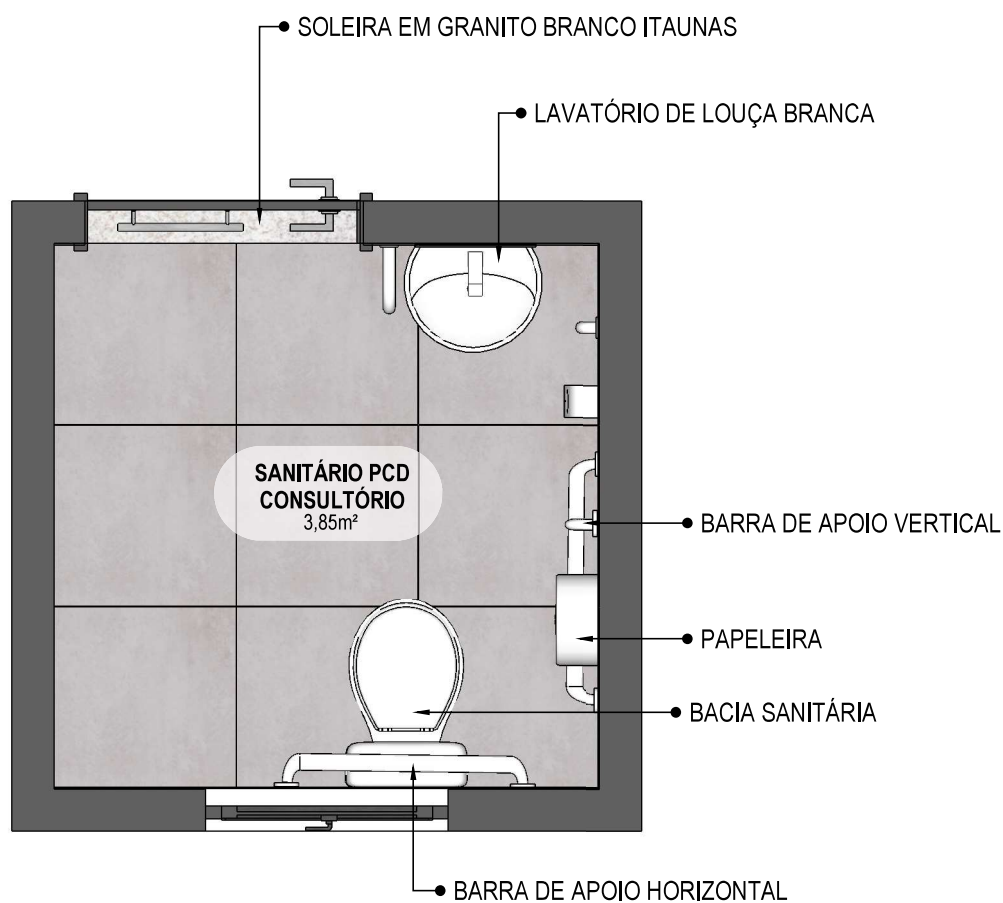 SOLEIRA EM GRANITO BRANCO ITAUNAS
LAVATÓRIO DE LOUÇA BRANCA
SANITÁRIO PCD
CONSULTÓRIO
3,85m²
BARRA DE APOIO VERTICAL
PAPELEIRA
BACIA SANITÁRIA
BARRA DE APOIO HORIZONTAL